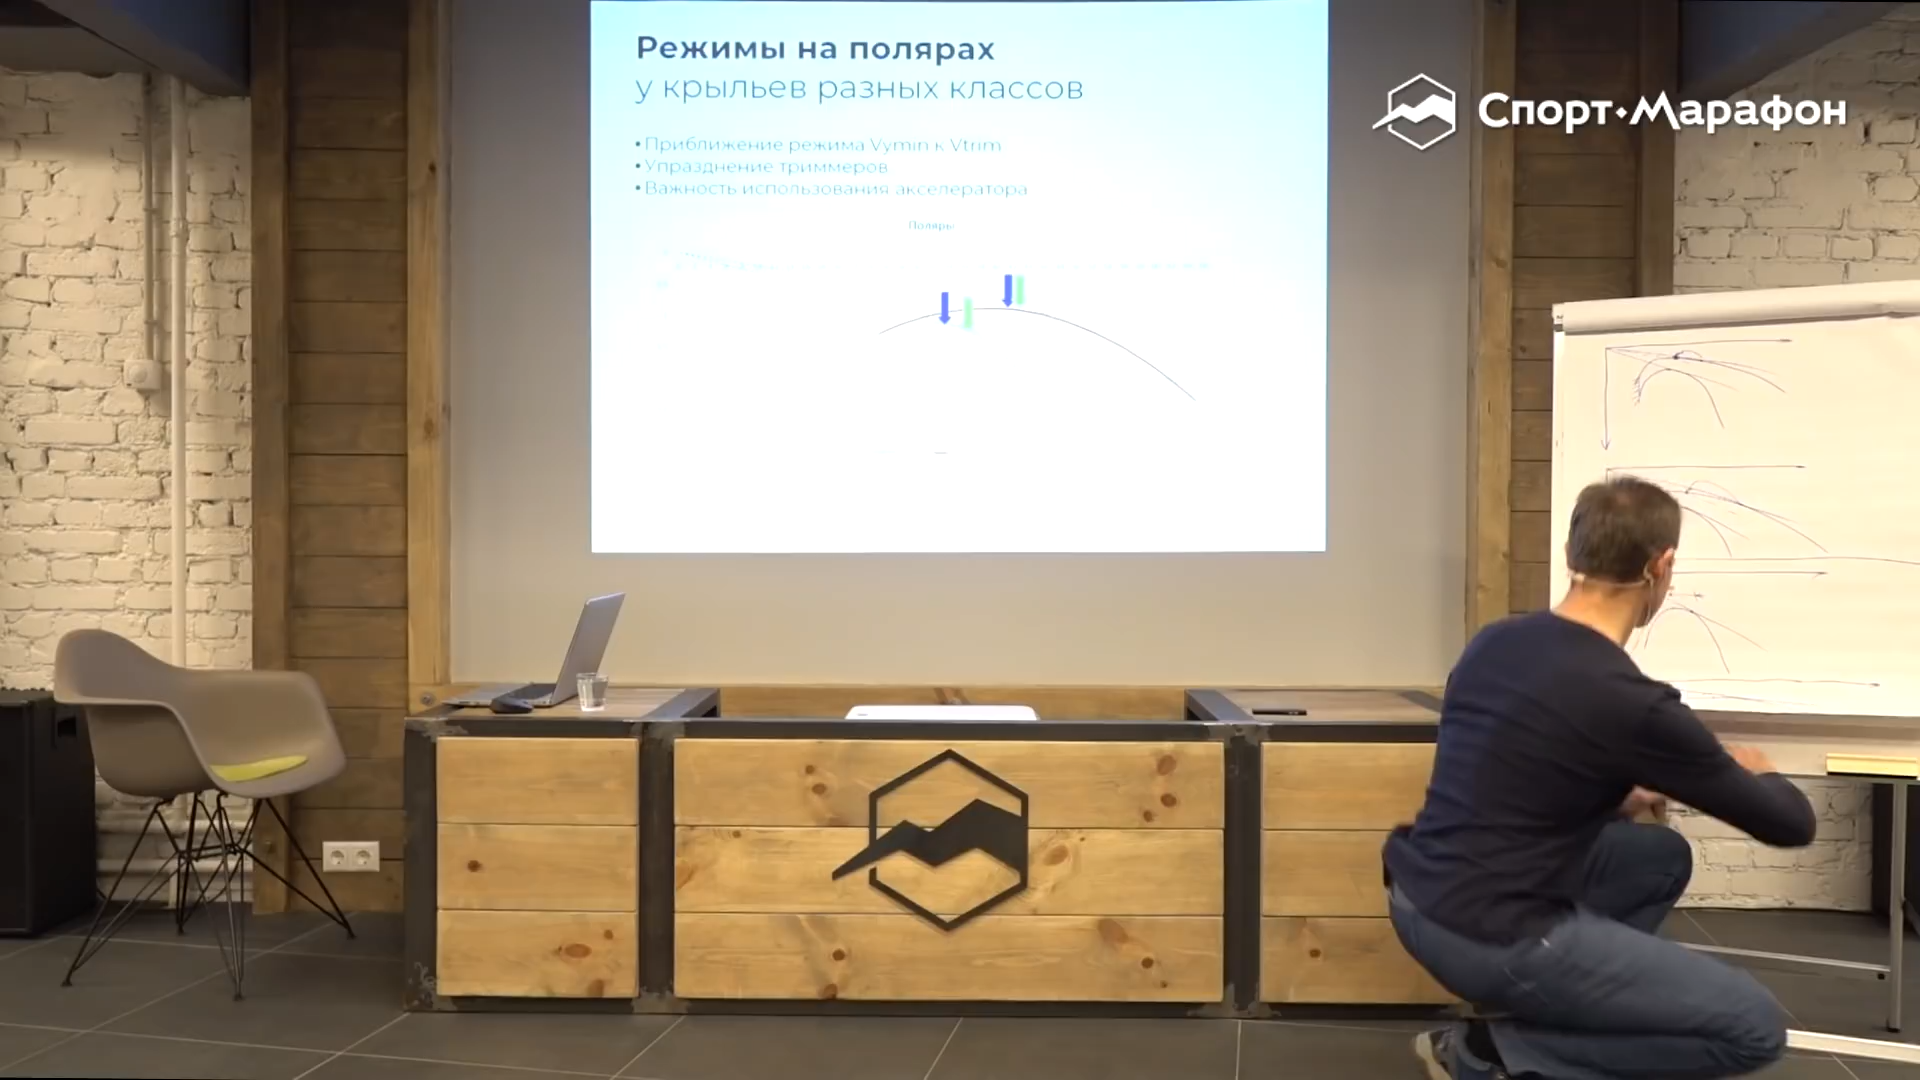 Режимы на полярах
у крыльев разных классов
• Приближение режима Vymin к Vtrim
• Упразднение триммеров
• Важность использования акселератора
Поляры
Спорт-Марафон